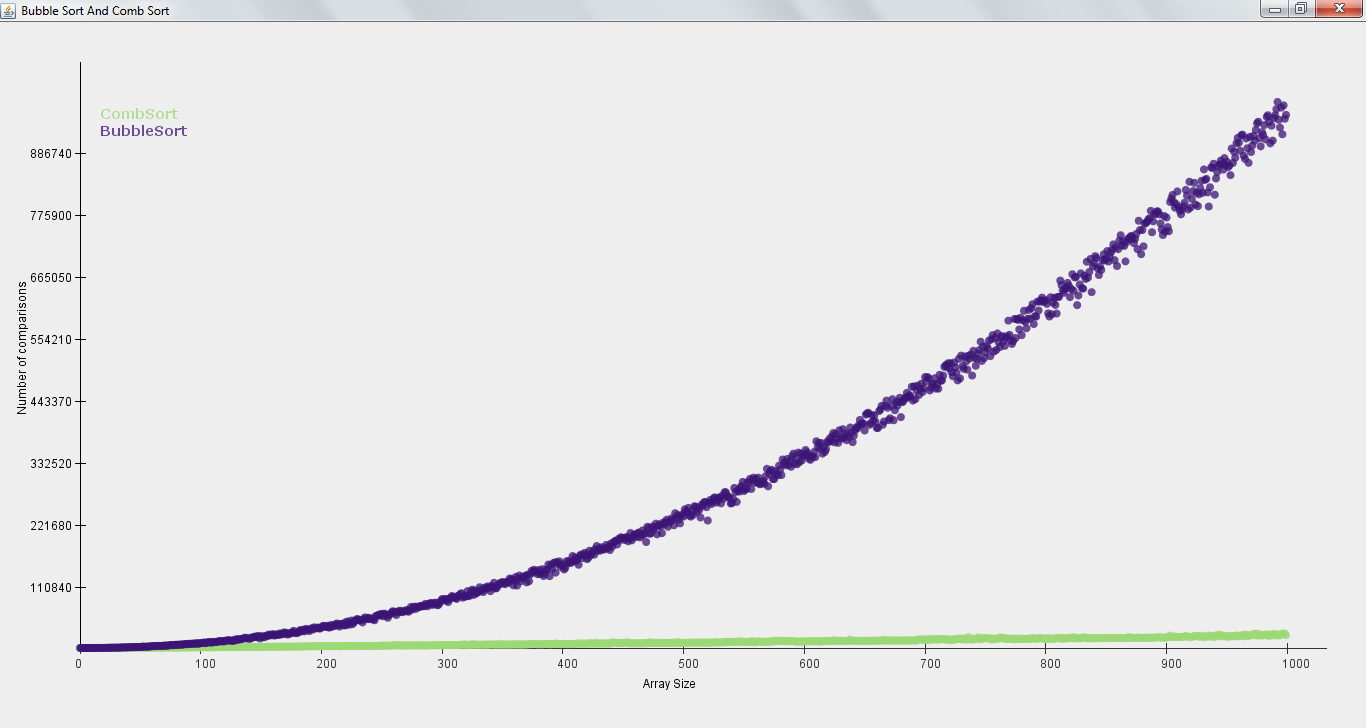 Bubble Sort And Comb Sort
CombSort
BubbleSort
886740
775900
665050
554210
443370
332520
221680
110840
Number of comparisons
0 100 200 300 400 500 600 700 800 900 1000
Array Size